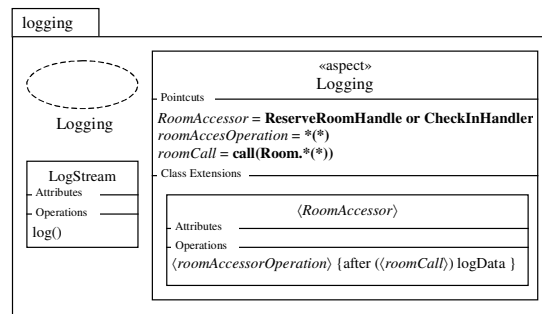 logging
Logging
LogStream
Attributes
Operations
log()
«aspect»
Logging
Pointcuts
RoomAccessor = ReserveRoomHandle or CheckInHandler
roomAccesOperation = *(*)
roomCall = call(Room.*(*))
Class Extensions
⟨RoomAccessor⟩
Attributes
Operations
⟨roomAccessorOperation⟩ {after (⟨roomCall⟩) logData }